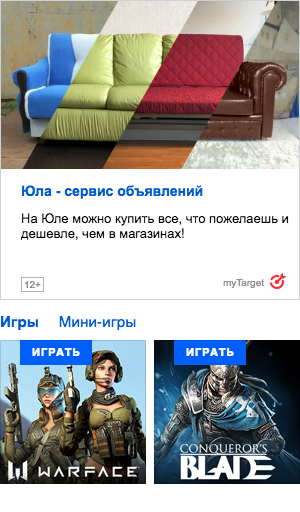 Юла - сервис объявлений
На Юле можно купить все, что пожелаешь и
дешевле, чем в магазинах!
12+
myTarget
Игры Мини-игры
ИГРАТЬ ИГРАТЬ
WARFACE
CONQUEROR'S
BLADE